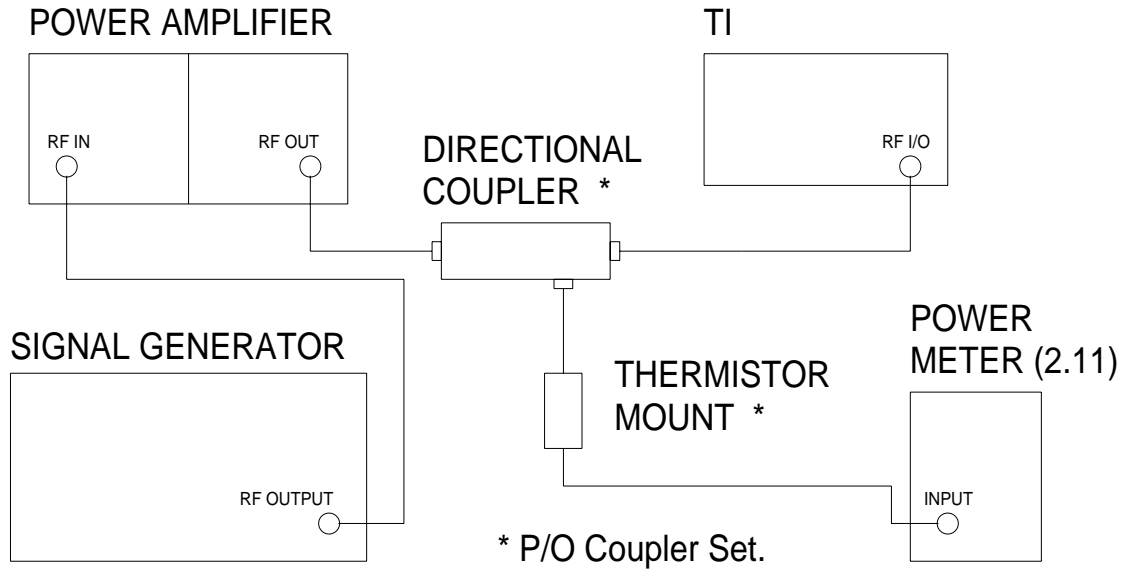 POWER AMPLIFIER
TI
RF IN
RF OUT
RF I/O
DIRECTIONAL
COUPLER *
SIGNAL GENERATOR
POWER
METER (2.11)
THERMISTOR
MOUNT *
RF OUTPUT
INPUT
* P/O Coupler Set.